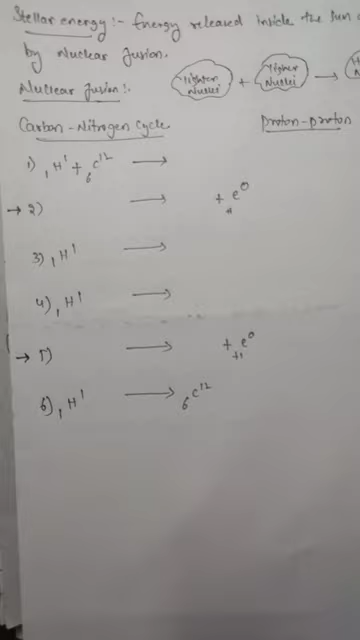 Stellar energy :- Energy released inside the sun
by Nuclear fusion.
Nuclear fusion :- Lighter Nuclei + Lighter Nuclei → H
Carbon-Nitrogen cycle Proton-proton
1) ₁H¹ + ₆C¹² →
→ 2) → + ₊₁e⁰
3) ₁H¹ →
4) ₁H¹ →
→ 5) → + ₊₁e⁰
6) ₁H¹ → ₆C¹²